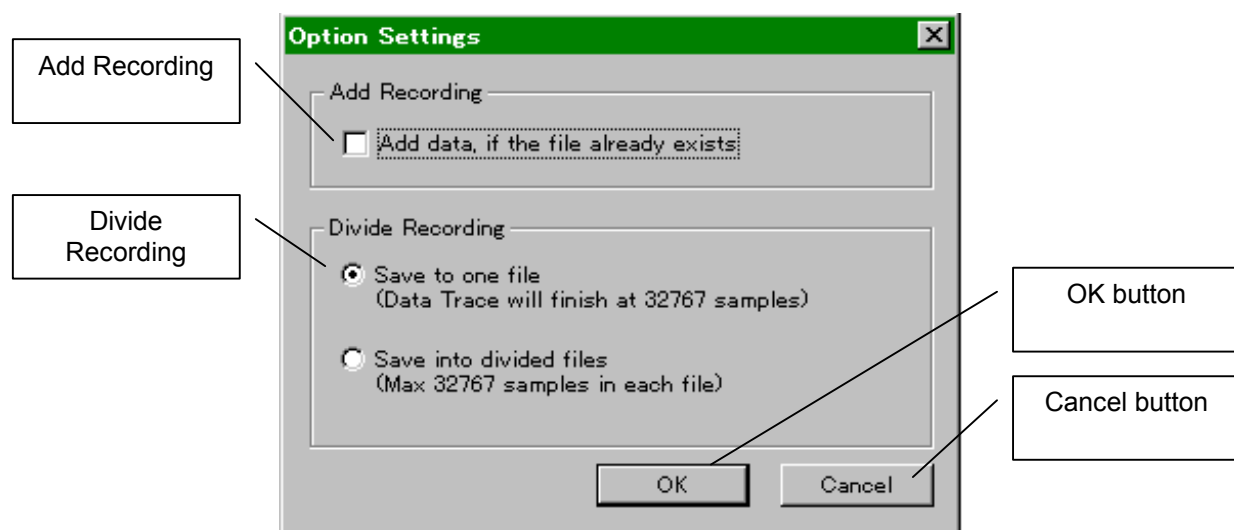 Option Settings
Add Recording
Add Recording
Add data, if the file already exists
Divide
Recording
Divide Recording
Save to one file
(Data Trace will finish at 32767 samples)
OK button
Save into divided files
(Max 32767 samples in each file)
Cancel button
OK
Cancel